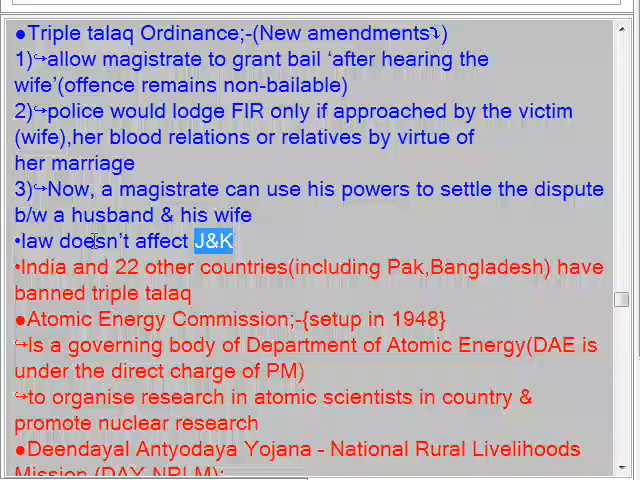 ●Triple talaq Ordinance;-(New amendments⤵)
1)↪allow magistrate to grant bail ‘after hearing the
wife’(offence remains non-bailable)
2)↪police would lodge FIR only if approached by the victim
(wife),her blood relations or relatives by virtue of
her marriage
3)↪Now, a magistrate can use his powers to settle the dispute
b/w a husband & his wife
•law doesn’t affect J&K
•India and 22 other countries(including Pak,Bangladesh) have
banned triple talaq
●Atomic Energy Commission;-{setup in 1948}
↪Is a governing body of Department of Atomic Energy(DAE is
under the direct charge of PM)
↪to organise research in atomic scientists in country &
promote nuclear research
●Deendayal Antyodaya Yojana - National Rural Livelihoods
Mission (DAY-NRLM):